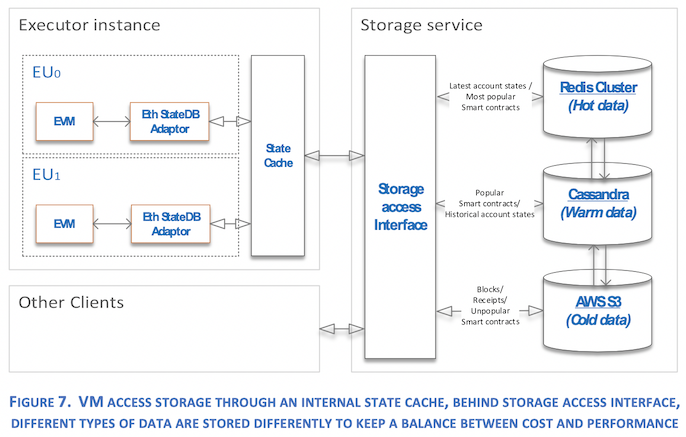 Executor instance
EU0
EVM
Eth StateDB
Adaptor
EU1
EVM
Eth StateDB
Adaptor
State
Cache
Other Clients
Storage service
Storage
access
Interface
Latest account states /
Most popular
Smart contracts
Redis Cluster
(Hot data)
Popular
Smart contracts/
Historical account states
Cassandra
(Warm data)
Blocks/
Receipts/
Unpopular
Smart contracts
AWS S3
(Cold data)
FIGURE 7. VM ACCESS STORAGE THROUGH AN INTERNAL STATE CACHE, BEHIND STORAGE ACCESS INTERFACE,
DIFFERENT TYPES OF DATA ARE STORED DIFFERENTLY TO KEEP A BALANCE BETWEEN COST AND PERFORMANCE